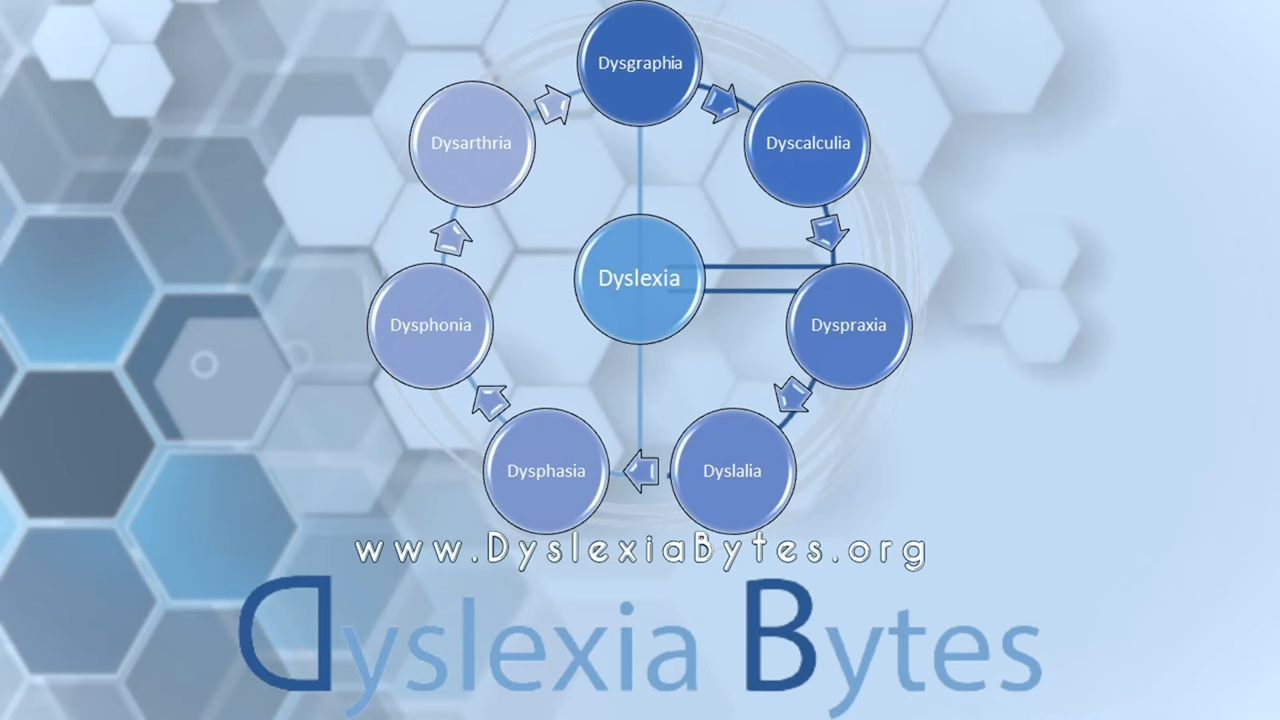 Dysgraphia
Dyscalculia
Dyspraxia
Dyslalia
Dysphasia
Dysphonia
Dysarthria
Dyslexia
www.DyslexiaBytes.org
Dyslexia Bytes